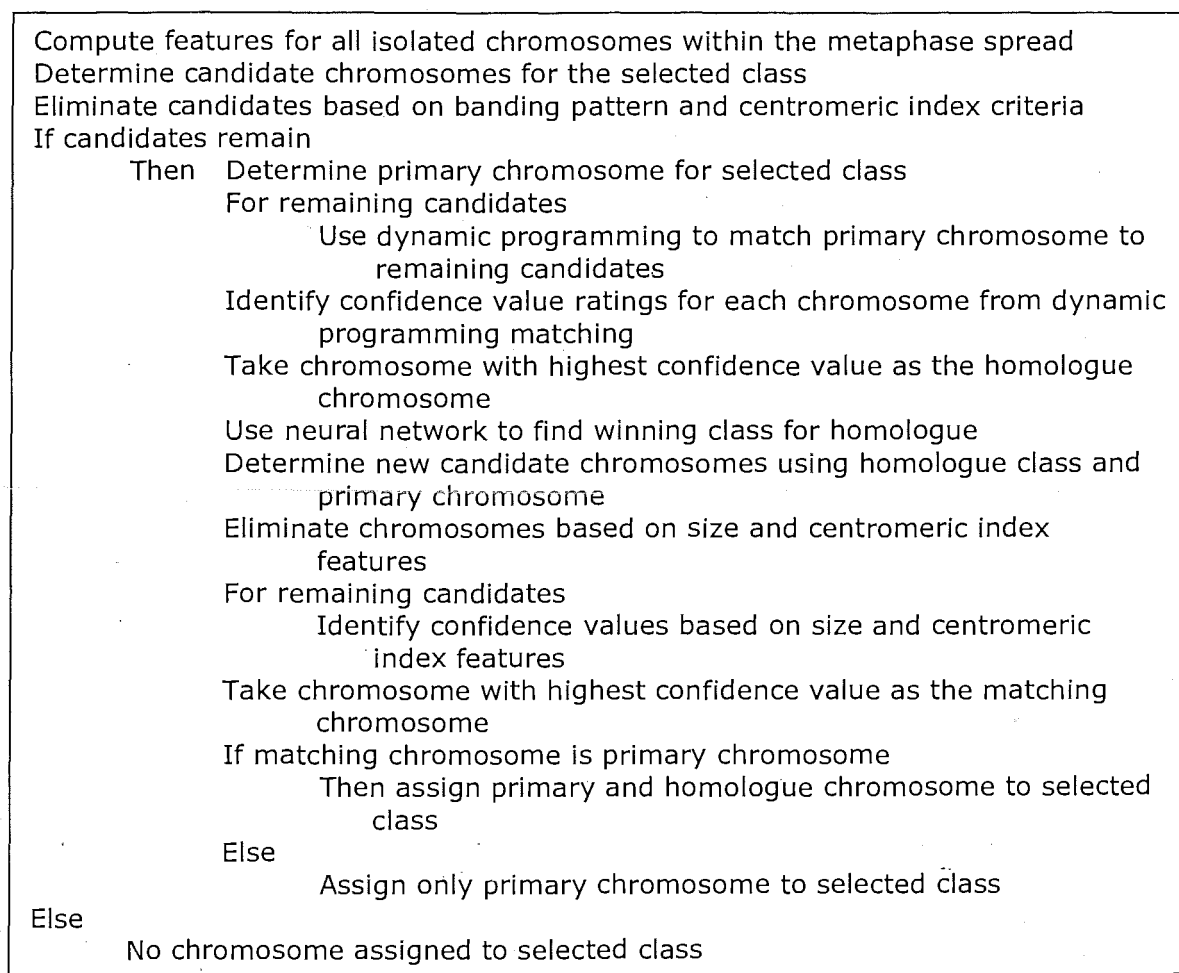 Compute features for all isolated chromosomes within the metaphase spread
Determine candidate chromosomes for the selected class
Eliminate candidates based on banding pattern and centromeric index criteria
If candidates remain
Then Determine primary chromosome for selected class
For remaining candidates
Use dynamic programming to match primary chromosome to
remaining candidates
Identify confidence value ratings for each chromosome from dynamic
programming matching
Take chromosome with highest confidence value as the homologue
chromosome
Use neural network to find winning class for homologue
Determine new candidate chromosomes using homologue class and
primary chromosome
Eliminate chromosomes based on size and centromeric index
features
For remaining candidates
Identify confidence values based on size and centromeric
index features
Take chromosome with highest confidence value as the matching
chromosome
If matching chromosome is primary chromosome
Then assign primary and homologue chromosome to selected
class
Else
Assign only primary chromosome to selected class
Else
No chromosome assigned to selected class